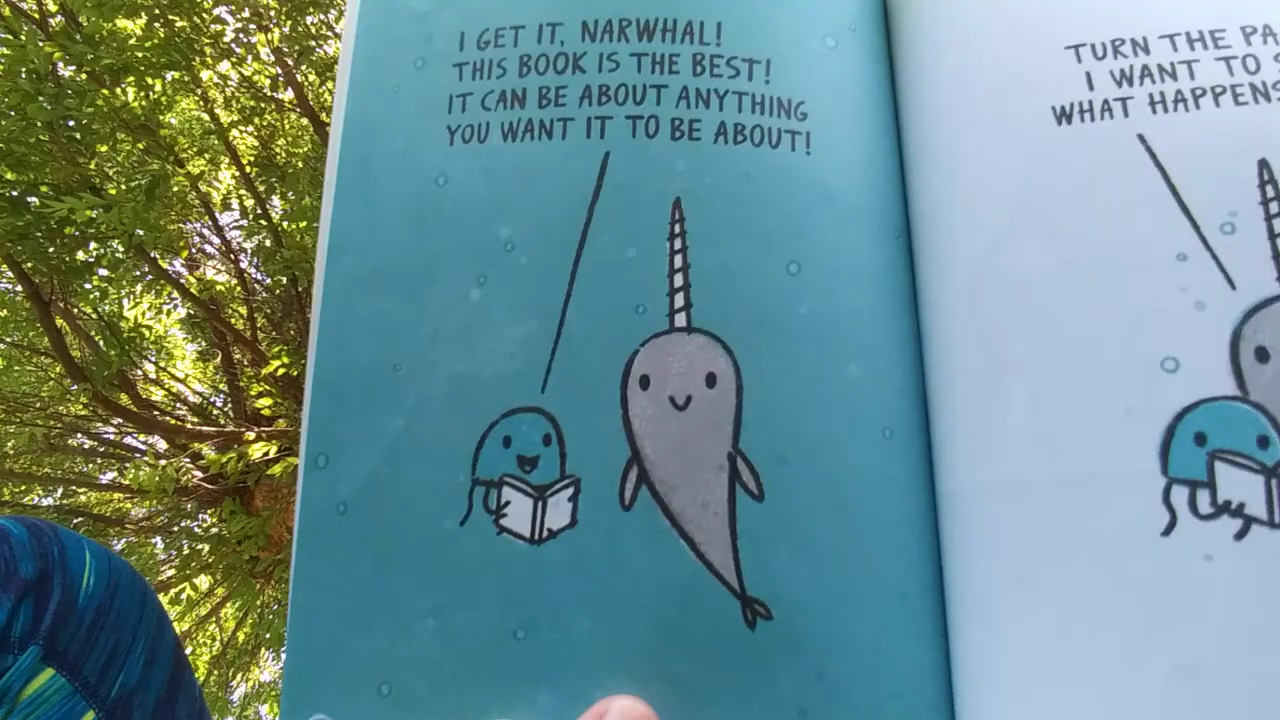 I GET IT, NARWHAL!
THIS BOOK IS THE BEST!
IT CAN BE ABOUT ANYTHING
YOU WANT IT TO BE ABOUT!
TURN THE
I WANT TO
WHAT HAPPENS